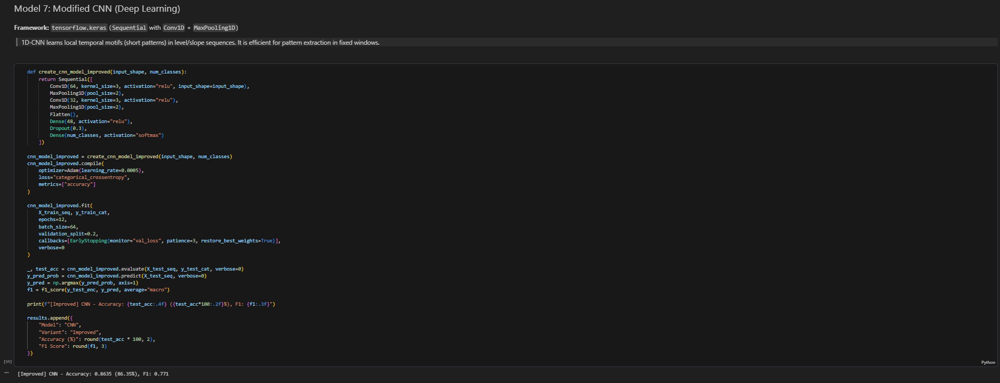 Model 7: Modified CNN (Deep Learning)
Framework: tensorflow.keras (Sequential with Conv1D + MaxPooling1D)
1D-CNN learns local temporal motifs (short patterns) in level/slope sequences. It is efficient for pattern extraction in fixed windows.
def create_cnn_model_improved(input_shape, num_classes):
    return Sequential([
        Conv1D(64, kernel_size=3, activation="relu", input_shape=input_shape),
        MaxPooling1D(pool_size=2),
        Conv1D(32, kernel_size=3, activation="relu"),
        MaxPooling1D(pool_size=2),
        Flatten(),
        Dense(48, activation="relu"),
        Dropout(0.3),
        Dense(num_classes, activation="softmax")
    ])
cnn_model_improved = create_cnn_model_improved(input_shape, num_classes)
cnn_model_improved.compile(
    optimizer=Adam(learning_rate=0.0005),
    loss="categorical_crossentropy",
    metrics=["accuracy"]
)
cnn_model_improved.fit(
    X_train_seq, y_train_cat,
    epochs=12,
    batch_size=64,
    validation_split=0.2,
    callbacks=[EarlyStopping(monitor="val_loss", patience=3, restore_best_weights=True)],
    verbose=0
)
_, test_acc = cnn_model_improved.evaluate(X_test_seq, y_test_cat, verbose=0)
y_pred_prob = cnn_model_improved.predict(X_test_seq, verbose=0)
y_pred = np.argmax(y_pred_prob, axis=1)
f1 = f1_score(y_test_enc, y_pred, average="macro")
print(f"[Improved] CNN - Accuracy: {test_acc:.4f} ({test_acc*100:.2f}%), F1: {f1:.3f}")
results.append({
    "Model": "CNN",
    "Variant": "Improved",
    "Accuracy (%)": round(test_acc * 100, 2),
    "F1 Score": round(f1, 3)
})
[15]
Python
... [Improved] CNN - Accuracy: 0.8635 (86.35%), F1: 0.771